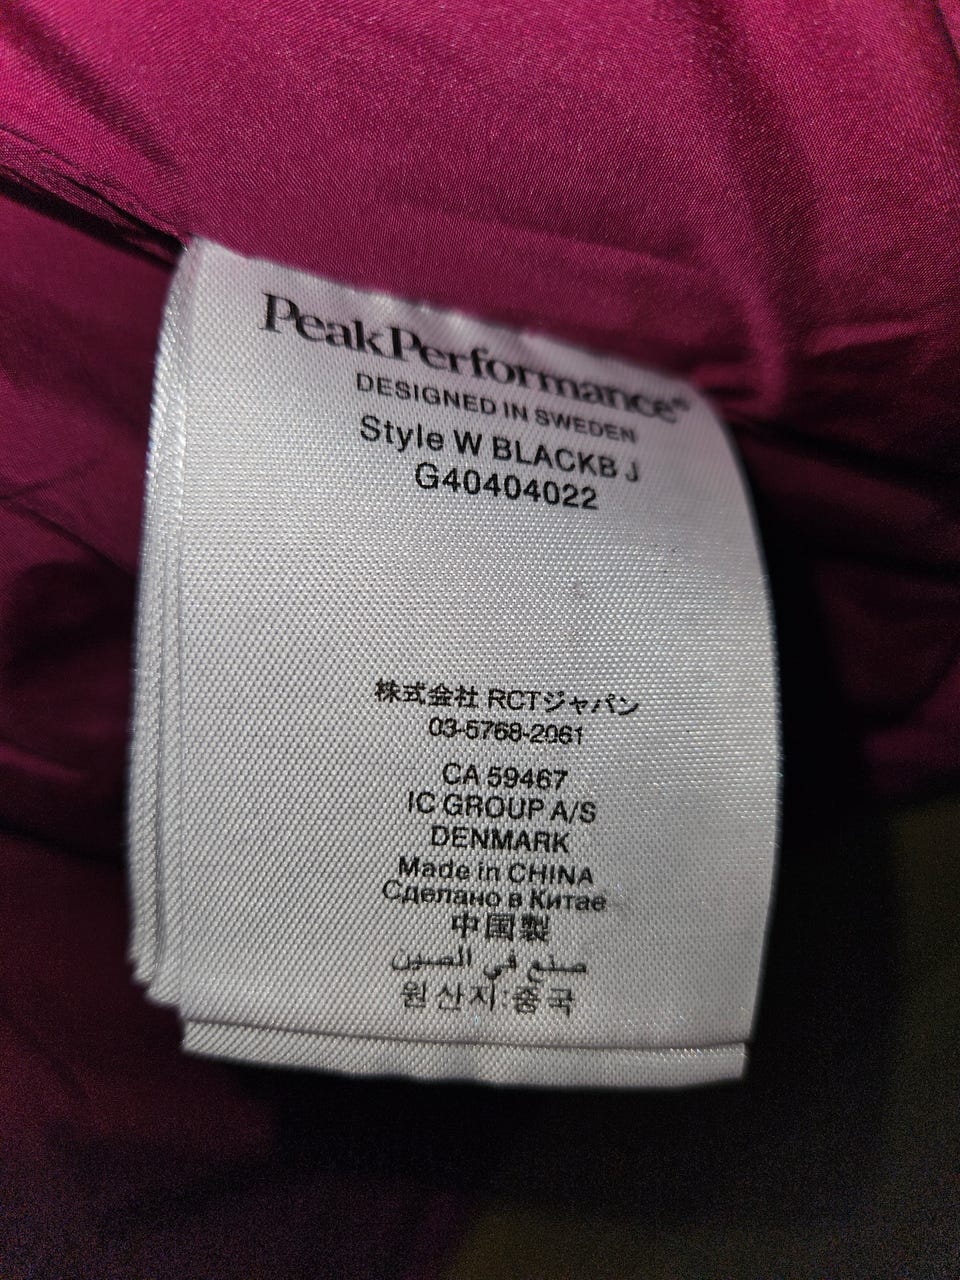 PeakPerformance®
DESIGNED IN SWEDEN
Style W BLACKB J
G40404022
株式会社 RCTジャパン
03-5768-2061
CA 59467
IC GROUP A/S
DENMARK
Made in CHINA
Сделано в Китае
中国製
صنع في الصين
원산지:중국